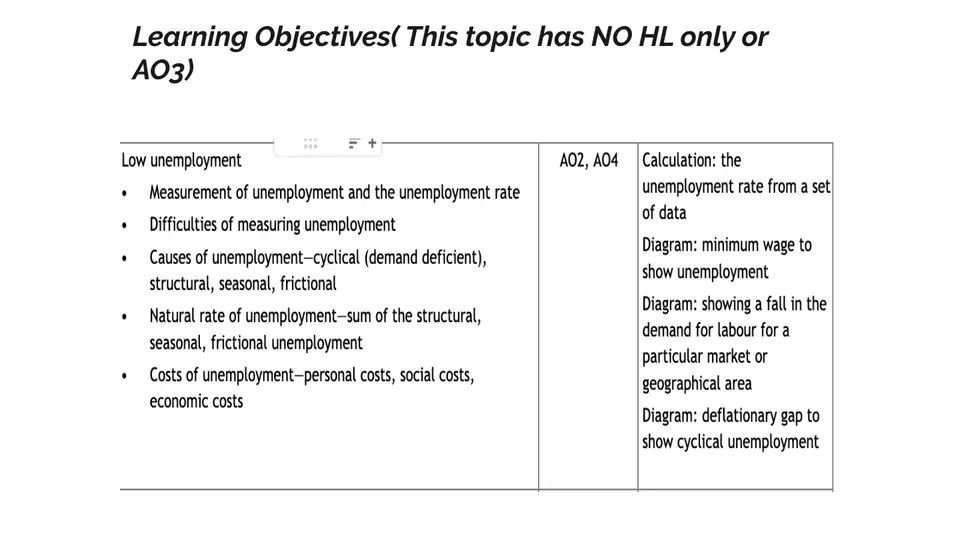 Learning Objectives( This topic has NO HL only or
AO3)
Low unemployment
• Measurement of unemployment and the unemployment rate
• Difficulties of measuring unemployment
• Causes of unemployment—cyclical (demand deficient),
structural, seasonal, frictional
• Natural rate of unemployment—sum of the structural,
seasonal, frictional unemployment
• Costs of unemployment—personal costs, social costs,
economic costs
AO2, AO4
Calculation: the
unemployment rate from a set
of data
Diagram: minimum wage to
show unemployment
Diagram: showing a fall in the
demand for labour for a
particular market or
geographical area
Diagram: deflationary gap to
show cyclical unemployment